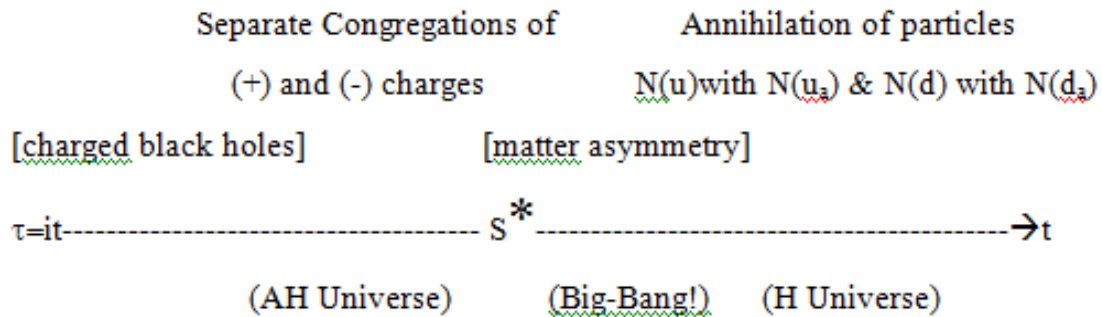 Separate Congregations of Annihilation of particles
(+) and (-) charges N(u)with N(uₐ) & N(d) with N(dₐ)
[charged black holes] [matter asymmetry]
τ=it-------------------------------------- S*-------------------------------------------→t
(AH Universe) (Big-Bang!) (H Universe)